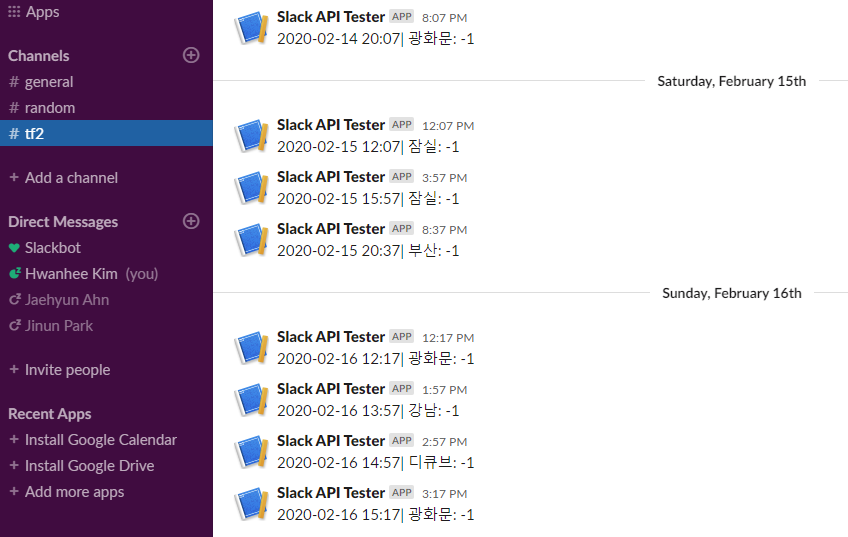 Apps
Channels
# general
# random
# tf2
+ Add a channel
Direct Messages
Slackbot
Hwanhee Kim (you)
Jaehyun Ahn
Jinun Park
+ Invite people
Recent Apps
+ Install Google Calendar
+ Install Google Drive
+ Add more apps
Slack API Tester APP 8:07 PM
2020-02-14 20:07| 광화문: -1
Saturday, February 15th
Slack API Tester APP 12:07 PM
2020-02-15 12:07| 잠실: -1
Slack API Tester APP 3:57 PM
2020-02-15 15:57| 잠실: -1
Slack API Tester APP 8:37 PM
2020-02-15 20:37| 부산: -1
Sunday, February 16th
Slack API Tester APP 12:17 PM
2020-02-16 12:17| 광화문: -1
Slack API Tester APP 1:57 PM
2020-02-16 13:57| 강남: -1
Slack API Tester APP 2:57 PM
2020-02-16 14:57| 디큐브: -1
Slack API Tester APP 3:17 PM
2020-02-16 15:17| 광화문: -1